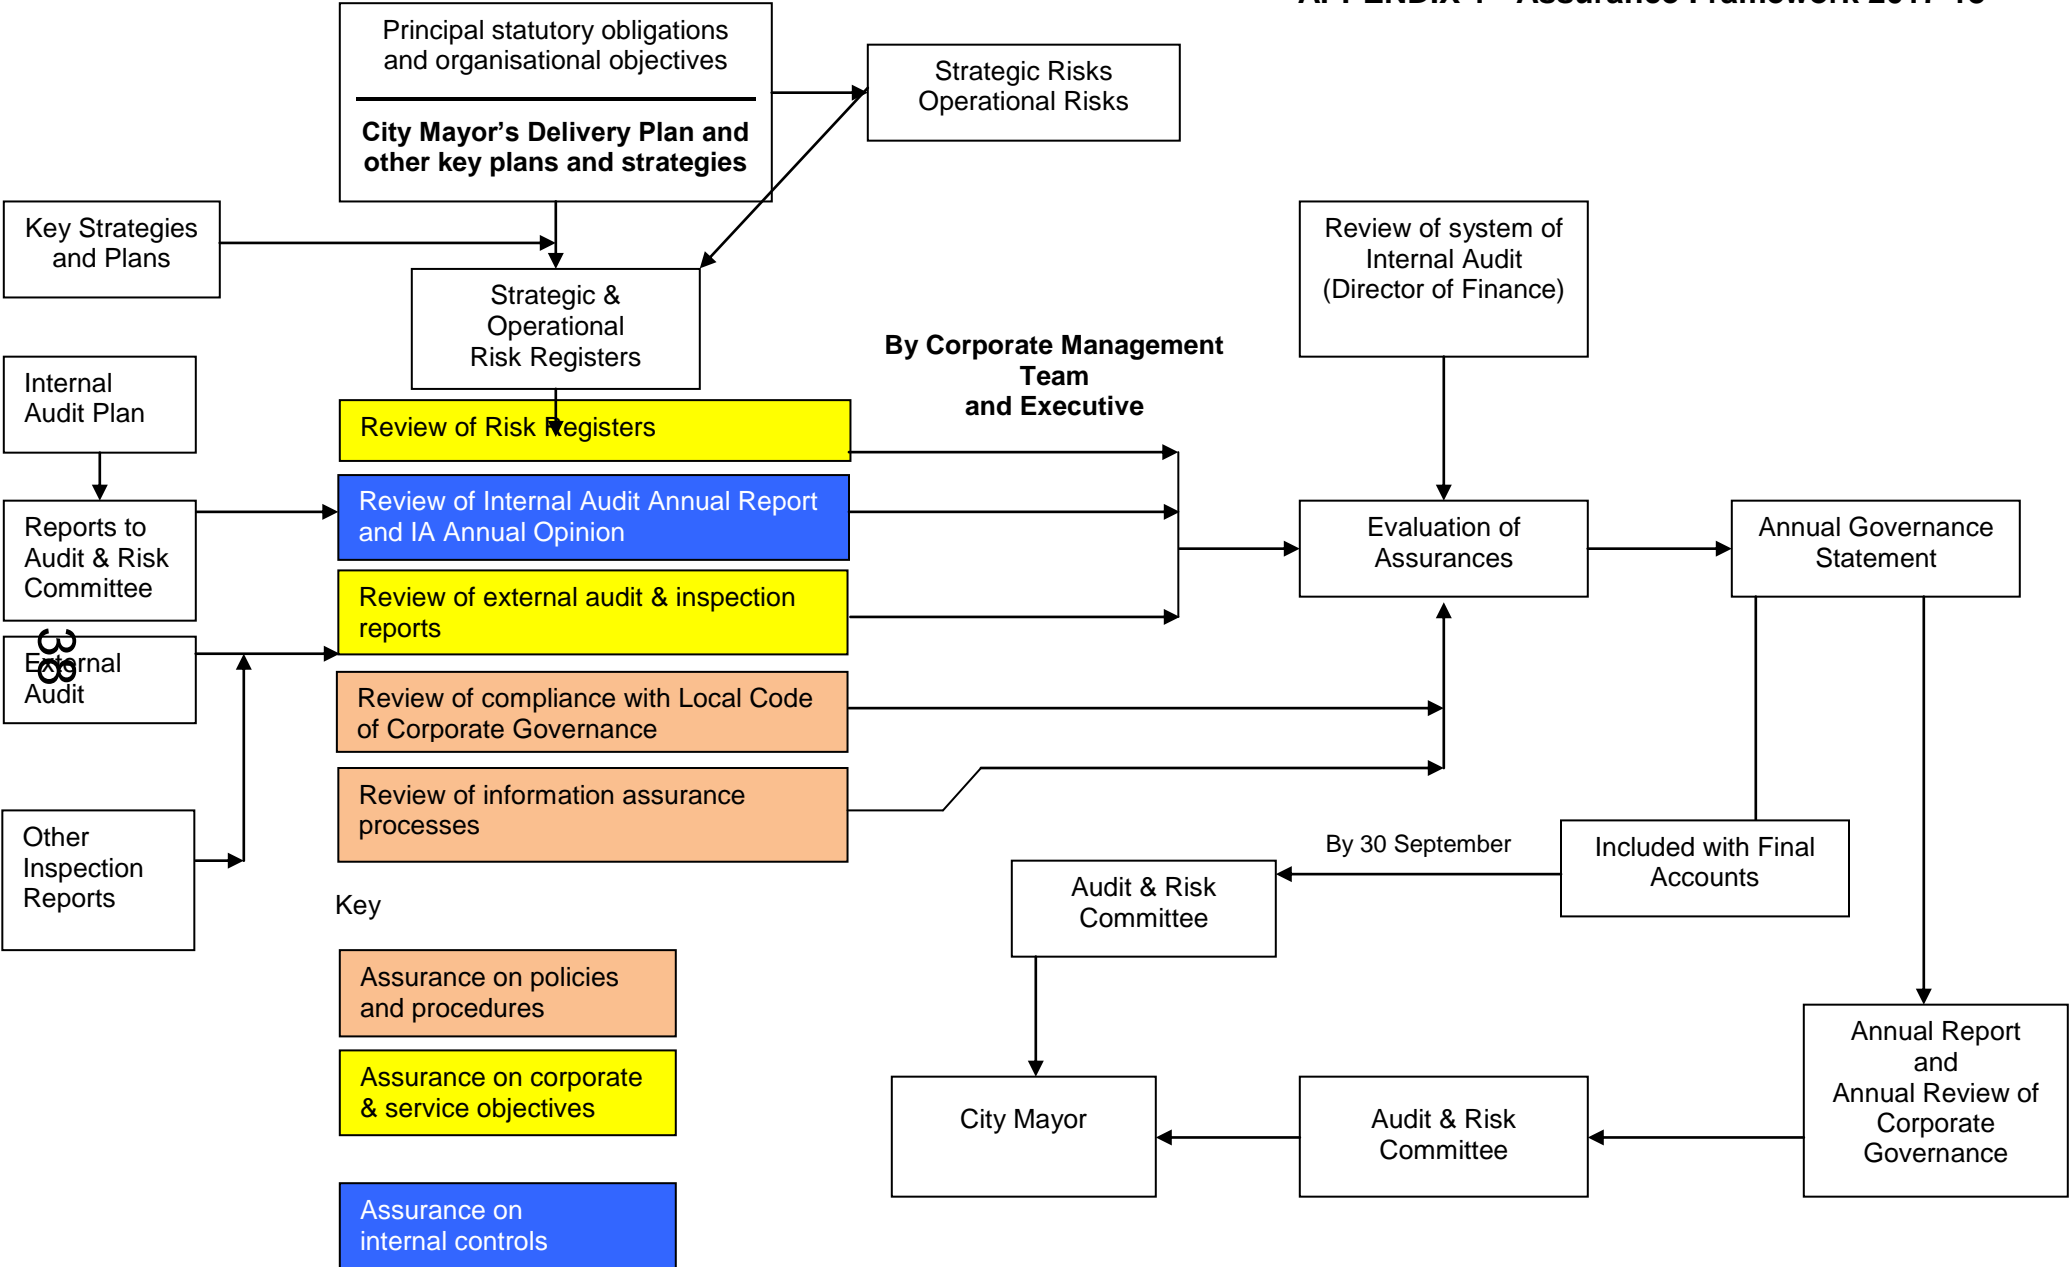 Assurance Framework 2017-18
Principal statutory obligations
and organisational objectives
City Mayor’s Delivery Plan and
other key plans and strategies
Strategic Risks
Operational Risks
Key Strategies
and Plans
Review of system of
Internal Audit
(Director of Finance)
Strategic &
Operational
Risk Registers
By Corporate Management
Team
and Executive
Internal
Audit Plan
Review of Risk Registers
Review of Internal Audit Annual Report
and IA Annual Opinion
Reports to
Audit & Risk
Committee
Evaluation of
Assurances
Annual Governance
Statement
Review of external audit & inspection
reports
38
External
Audit
Review of compliance with Local Code
of Corporate Governance
Review of information assurance
processes
Other
Inspection
Reports
By 30 September
Included with Final
Accounts
Audit & Risk
Committee
Key
Assurance on policies
and procedures
Assurance on corporate
& service objectives
Assurance on
internal controls
City Mayor
Audit & Risk
Committee
Annual Report
and
Annual Review of
Corporate
Governance